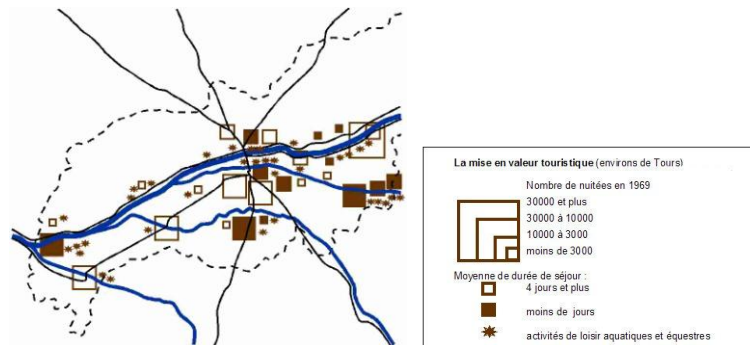 La mise en valeur touristique (environs de Tours)
Nombre de nuitées en 1969
30000 et plus
30000 à 10000
10000 à 3000
moins de 3000
Moyenne de durée de séjour :
4 jours et plus
moins de jours
activités de loisir aquatiques et équestres